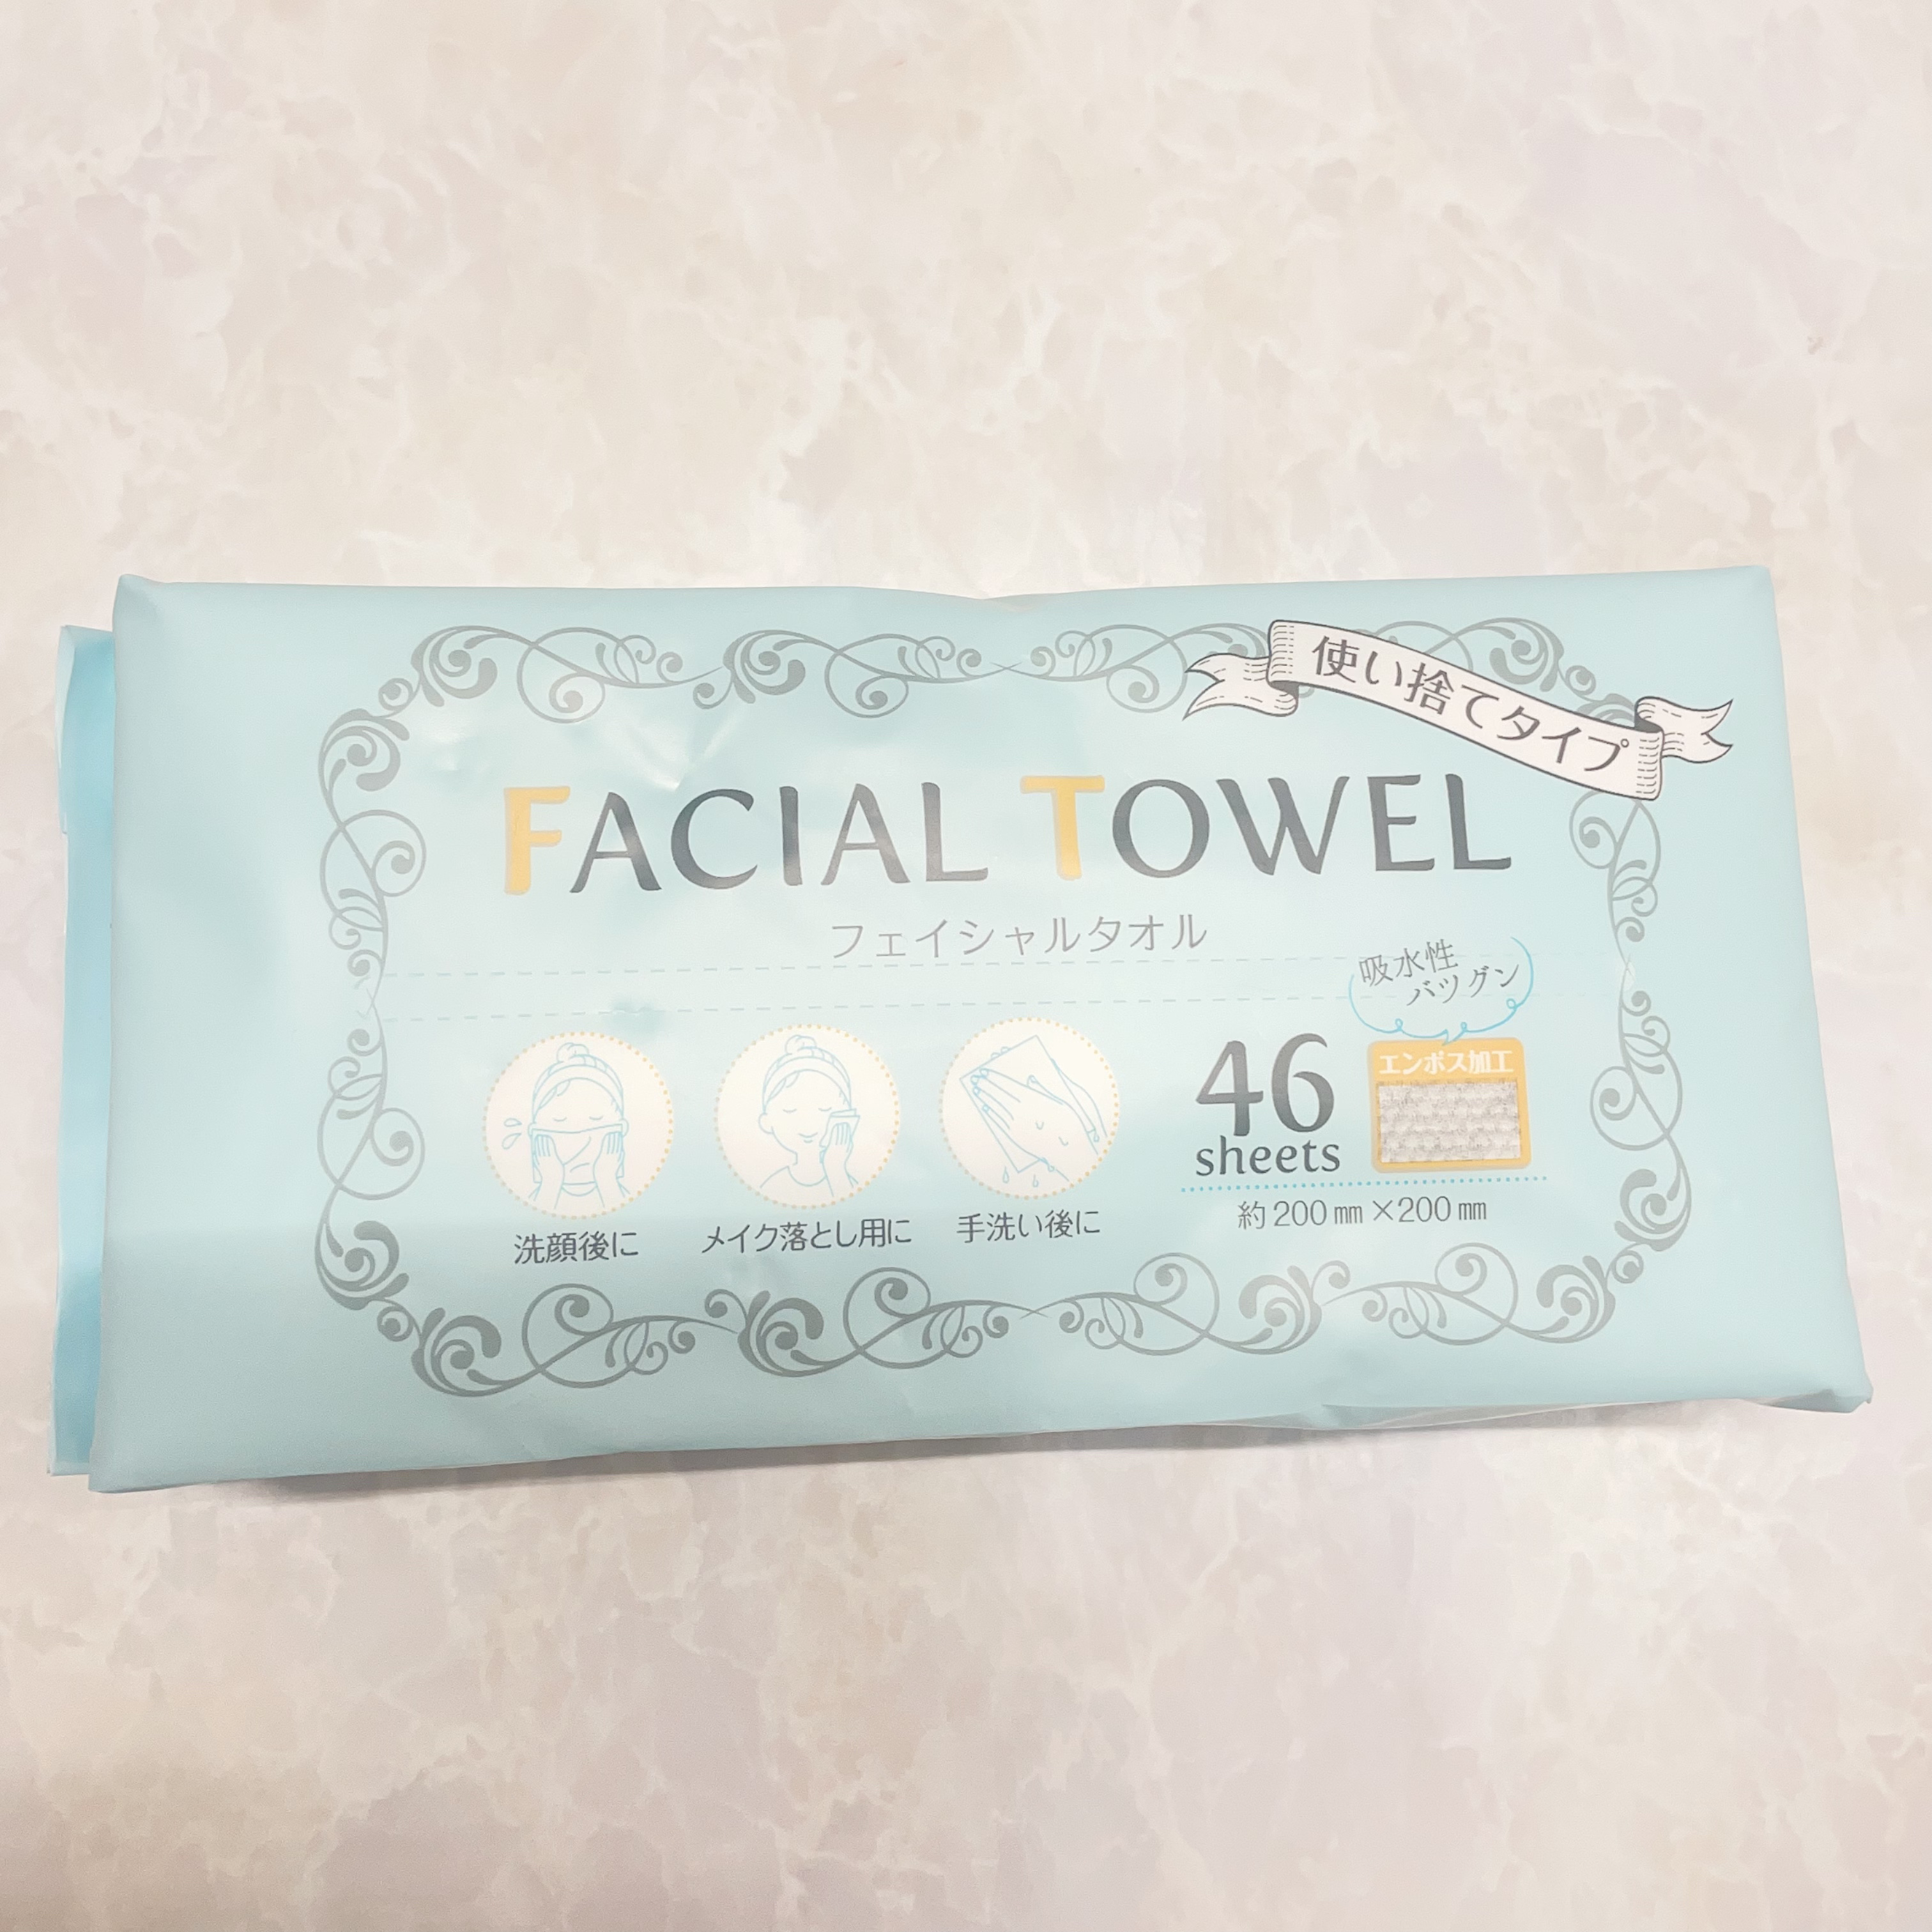 使い捨てタイプ
FACIAL TOWEL
フェイシャルタオル
吸水性
バツグン
エンボス加工
46
sheets
約200㎜×200㎜
洗顔後に
メイク落とし用に
手洗い後に